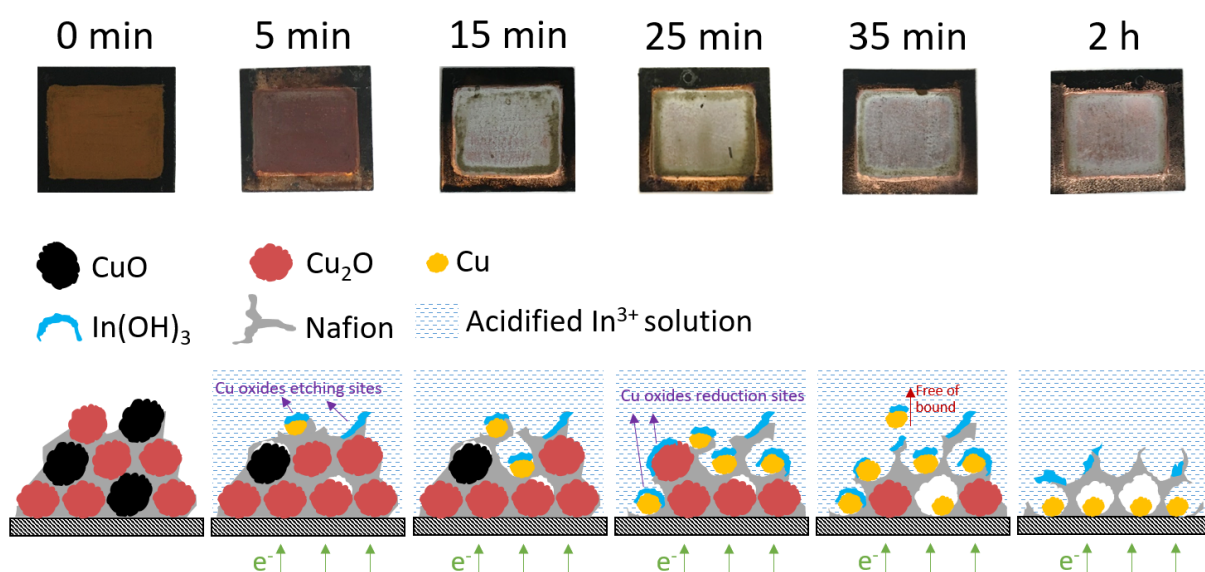 0 min 5 min 15 min 25 min 35 min 2 h
CuO Cu₂O Cu
In(OH)₃ Nafion Acidified In³⁺ solution
Cu oxides etching sites Cu oxides reduction sites Free of
bound
e⁻ e⁻ e⁻ e⁻ e⁻